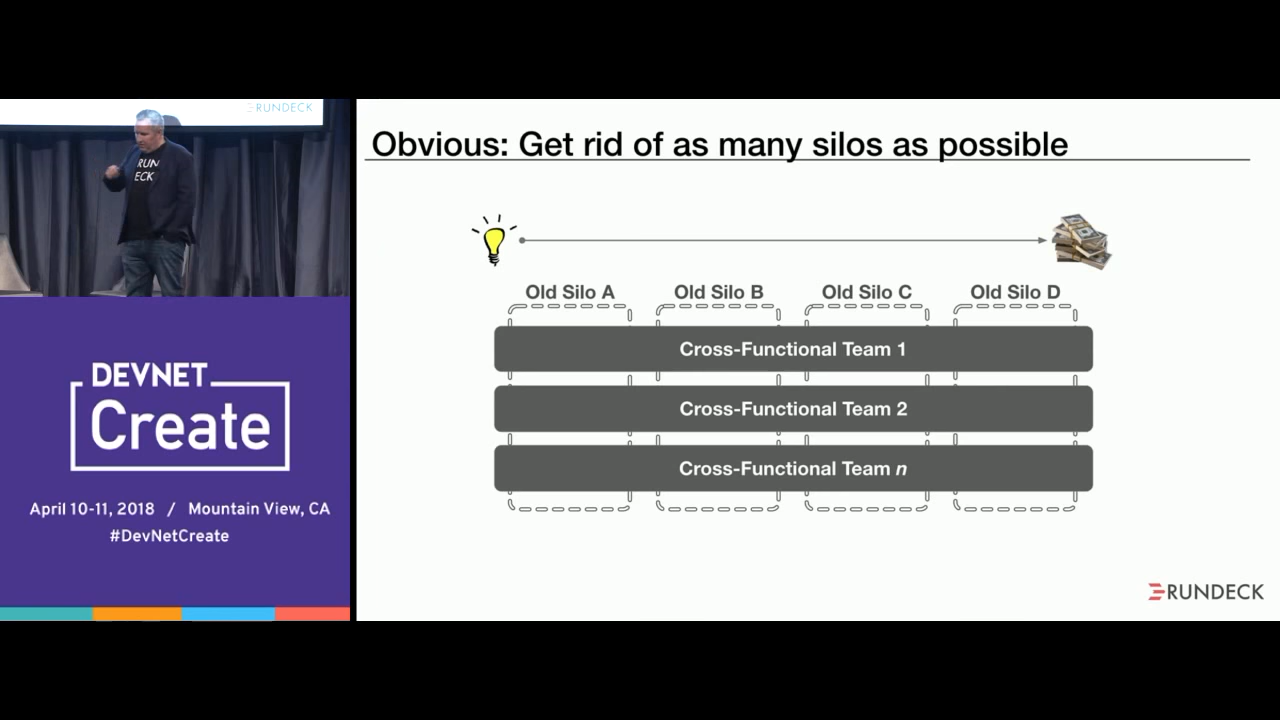 RUNDECK
RUN
DECK
DEVNET
Create
April 10-11, 2018 / Mountain View, CA
#DevNetCreate
Obvious: Get rid of as many silos as possible
Old Silo A
Old Silo B
Old Silo C
Old Silo D
Cross-Functional Team 1
Cross-Functional Team 2
Cross-Functional Team n
RUNDECK